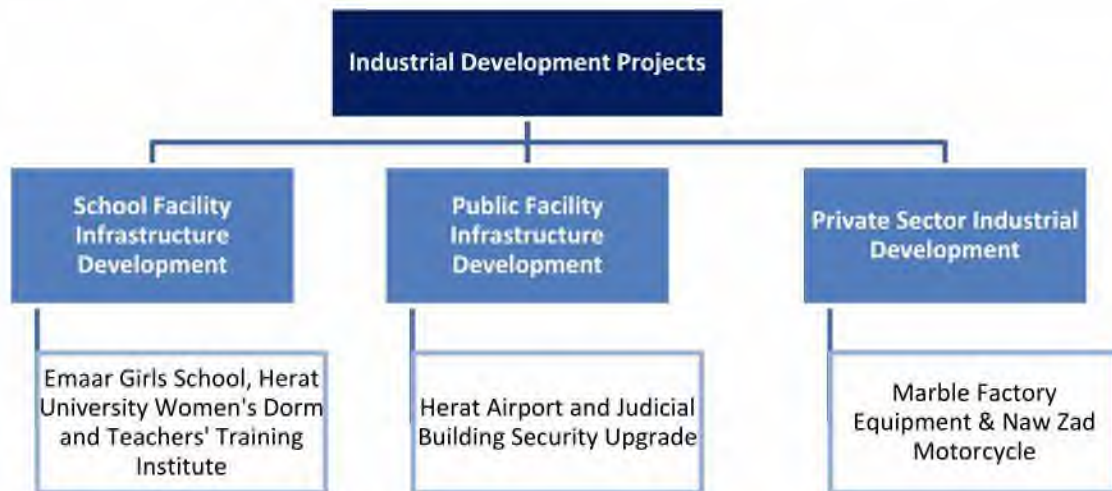 Industrial Development Projects
School Facility
Infrastructure
Development
Public Facility
Infrastructure
Development
Private Sector Industrial
Development
Emaar Girls School, Herat
University Women's Dorm
and Teachers' Training
Institute
Herat Airport and Judicial
Building Security Upgrade
Marble Factory
Equipment & Naw Zad
Motorcycle